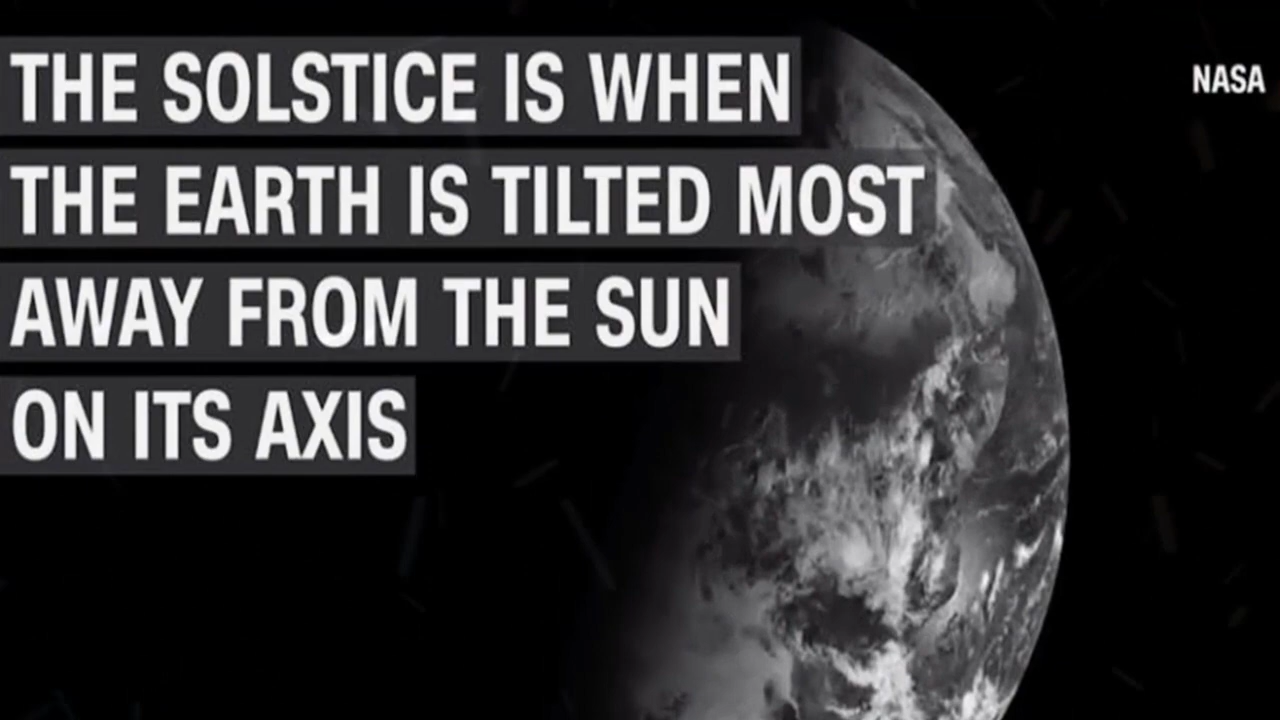 THE SOLSTICE IS WHEN
THE EARTH IS TILTED MOST
AWAY FROM THE SUN
ON ITS AXIS
NASA